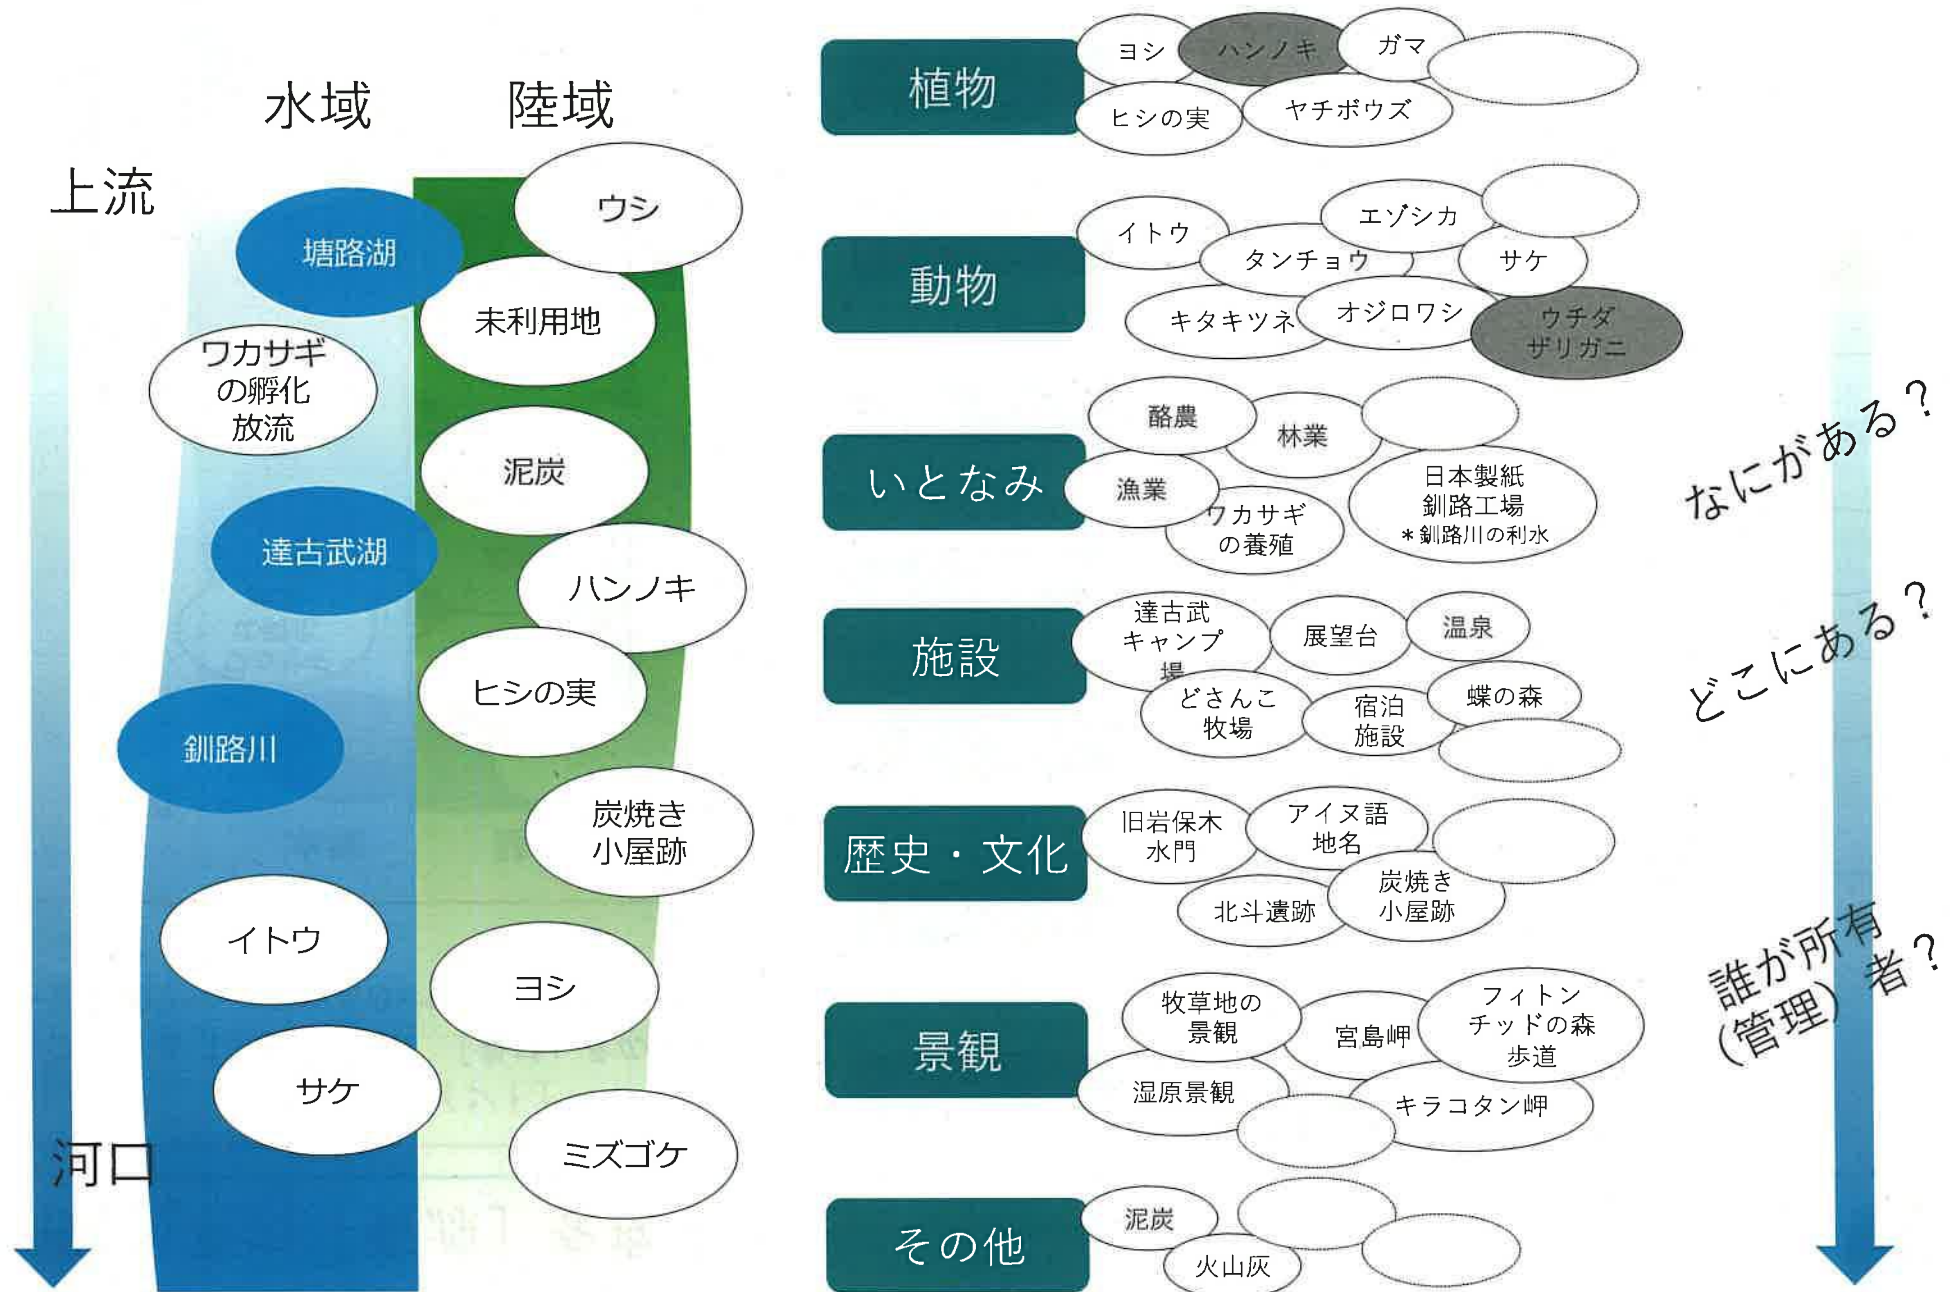 水域
陸域
上流
ウシ
塘路湖
未利用地
ワカサギ
の孵化
放流
泥炭
達古武湖
ハンノキ
ヒシの実
釧路川
炭焼き
小屋跡
イトウ
ヨシ
サケ
ミズゴケ
河口
植物
ヨシ
ハンノキ
ガマ
ヒシの実
ヤチボウズ
動物
イトウ
タンチョウ
エゾシカ
サケ
キタキツネ
オジロワシ
ウチダ
ザリガニ
いとなみ
酪農
林業
漁業
ワカサギ
の養殖
日本製紙
釧路工場
*釧路川の利水
施設
達古武
キャンプ
場
展望台
温泉
どさんこ
牧場
宿泊
施設
蝶の森
歴史・文化
旧岩保木
水門
アイヌ語
地名
北斗遺跡
炭焼き
小屋跡
景観
牧草地の
景観
宮島岬
フィトン
チッドの森
歩道
湿原景観
キラコタン岬
その他
泥炭
火山灰
なにがある？
どこにある？
誰が所有
（管理）者？